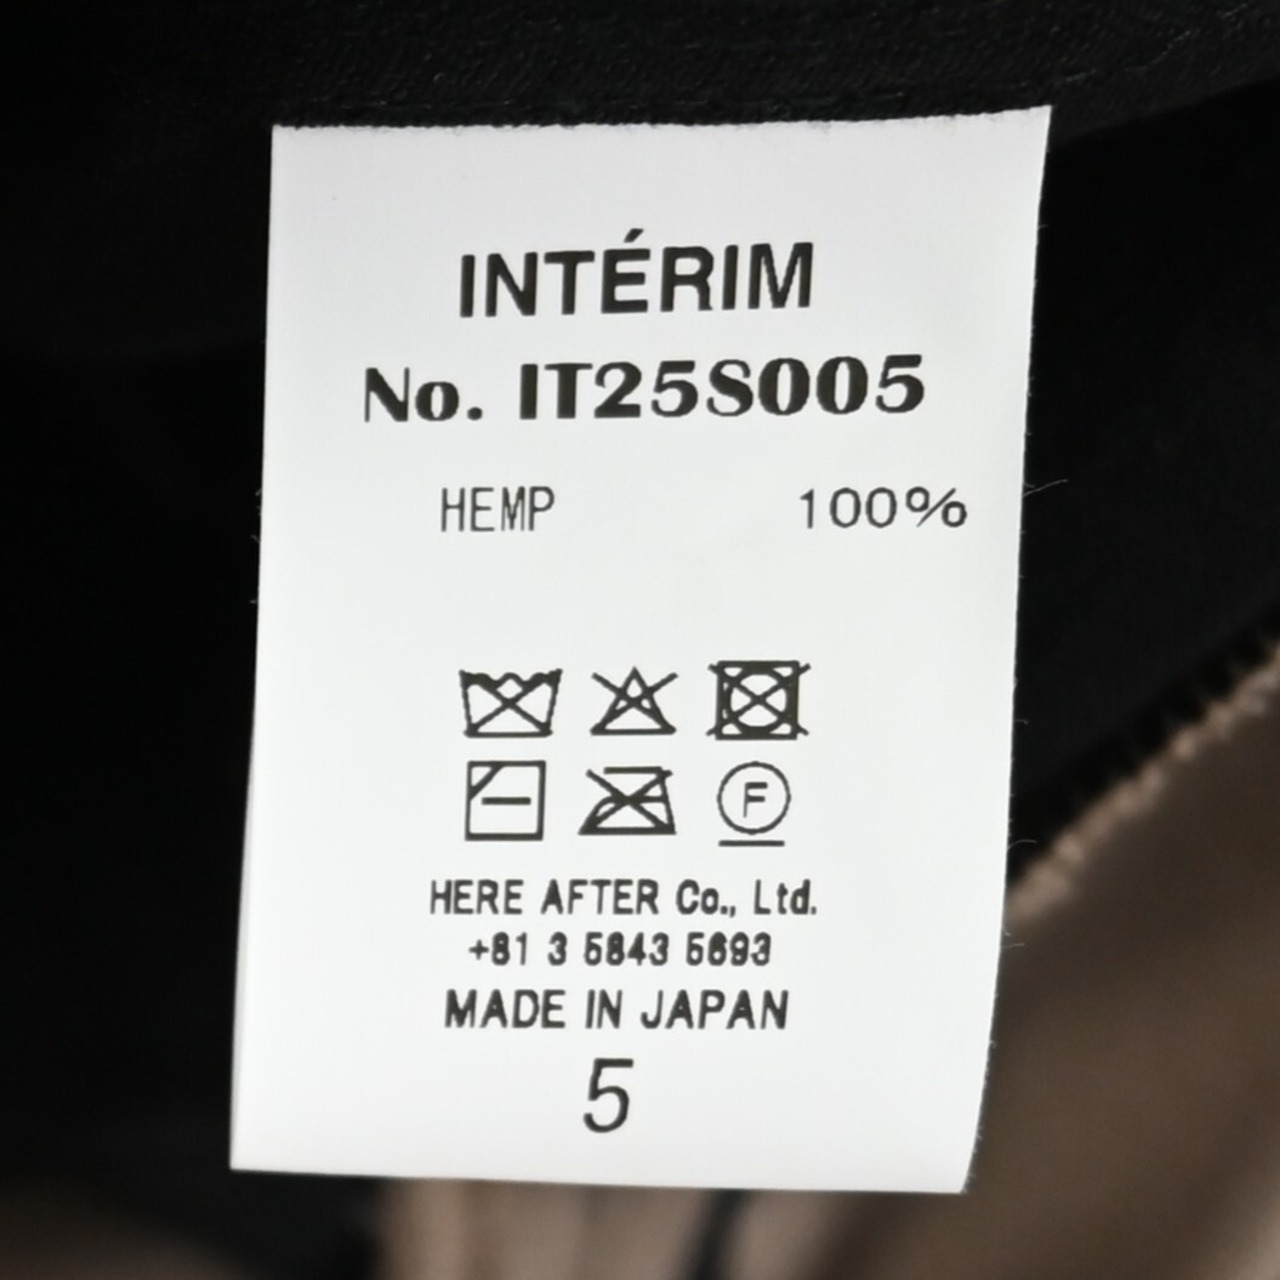 INTÉRIM
No. IT25S005
HEMP 100%
F
HERE AFTER Co., Ltd.
+81 3 5843 5693
MADE IN JAPAN
5